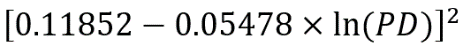 [0.11852 − 0.05478 × ln(PD)]²